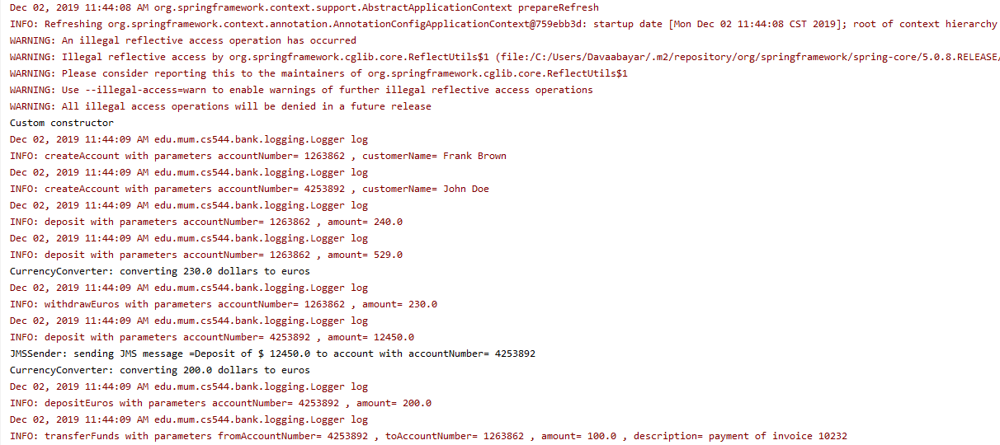 Dec 02, 2019 11:44:08 AM org.springframework.context.support.AbstractApplicationContext prepareRefresh
INFO: Refreshing org.springframework.context.annotation.AnnotationConfigApplicationContext@759ebb3d: startup date [Mon Dec 02 11:44:08 CST 2019]; root of context hierarchy
WARNING: An illegal reflective access operation has occurred
WARNING: Illegal reflective access by org.springframework.cglib.core.ReflectUtils$1 (file:/C:/Users/Davaabayar/.m2/repository/org/springframework/spring-core/5.0.8.RELEASE/
WARNING: Please consider reporting this to the maintainers of org.springframework.cglib.core.ReflectUtils$1
WARNING: Use --illegal-access=warn to enable warnings of further illegal reflective access operations
WARNING: All illegal access operations will be denied in a future release
Custom constructor
Dec 02, 2019 11:44:09 AM edu.mum.cs544.bank.logging.Logger log
INFO: createAccount with parameters accountNumber= 1263862 , customerName= Frank Brown
Dec 02, 2019 11:44:09 AM edu.mum.cs544.bank.logging.Logger log
INFO: createAccount with parameters accountNumber= 4253892 , customerName= John Doe
Dec 02, 2019 11:44:09 AM edu.mum.cs544.bank.logging.Logger log
INFO: deposit with parameters accountNumber= 1263862 , amount= 240.0
Dec 02, 2019 11:44:09 AM edu.mum.cs544.bank.logging.Logger log
INFO: deposit with parameters accountNumber= 1263862 , amount= 529.0
CurrencyConverter: converting 230.0 dollars to euros
Dec 02, 2019 11:44:09 AM edu.mum.cs544.bank.logging.Logger log
INFO: withdrawEuros with parameters accountNumber= 1263862 , amount= 230.0
Dec 02, 2019 11:44:09 AM edu.mum.cs544.bank.logging.Logger log
INFO: deposit with parameters accountNumber= 4253892 , amount= 12450.0
JMSSender: sending JMS message =Deposit of $ 12450.0 to account with accountNumber= 4253892
CurrencyConverter: converting 200.0 dollars to euros
Dec 02, 2019 11:44:09 AM edu.mum.cs544.bank.logging.Logger log
INFO: depositEuros with parameters accountNumber= 4253892 , amount= 200.0
Dec 02, 2019 11:44:09 AM edu.mum.cs544.bank.logging.Logger log
INFO: transferFunds with parameters fromAccountNumber= 4253892 , toAccountNumber= 1263862 , amount= 100.0 , description= payment of invoice 10232